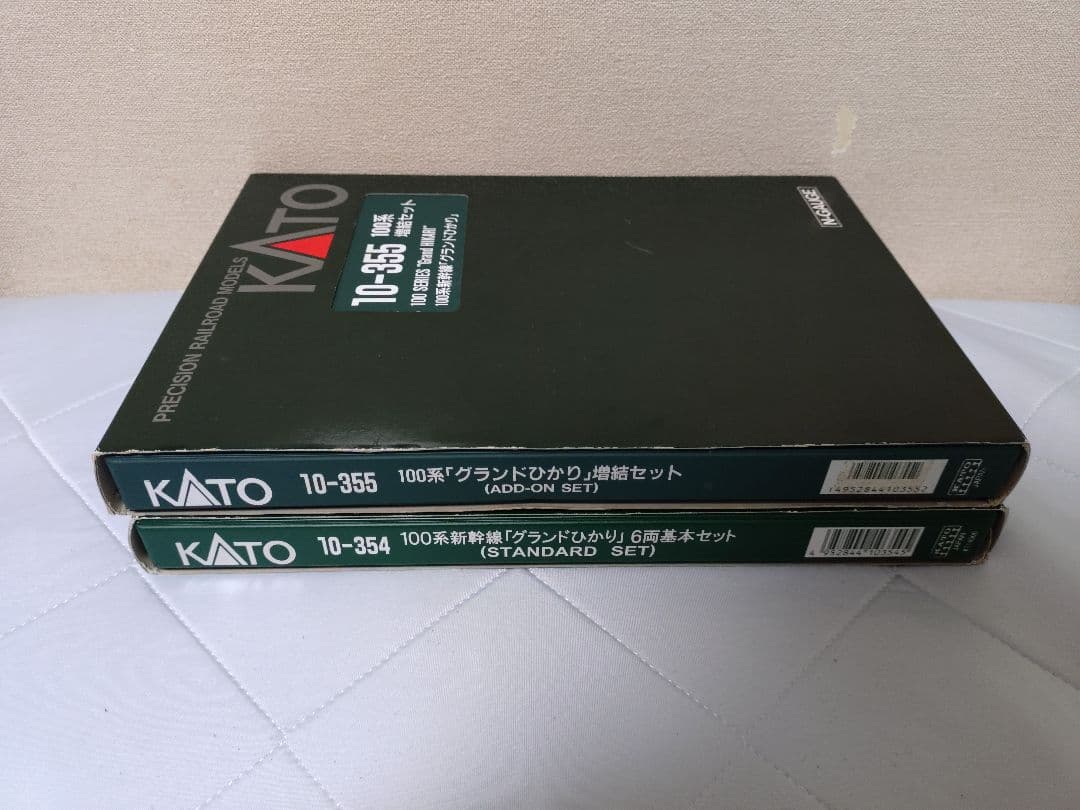 PRECISION RAILROAD MODELS
KATO
10-355 100系
増結セット
100 SERIES "Grand HIKARI"
100系新幹線「グランドひかり」
N-GAUGE
KATO 10-355 100系「グランドひかり」増結セット
(ADD-ON SET)
4952844103552
KATO
KATO 10-354 100系新幹線「グランドひかり」6両基本セット
(STANDARD SET)
4952844103545
KATO